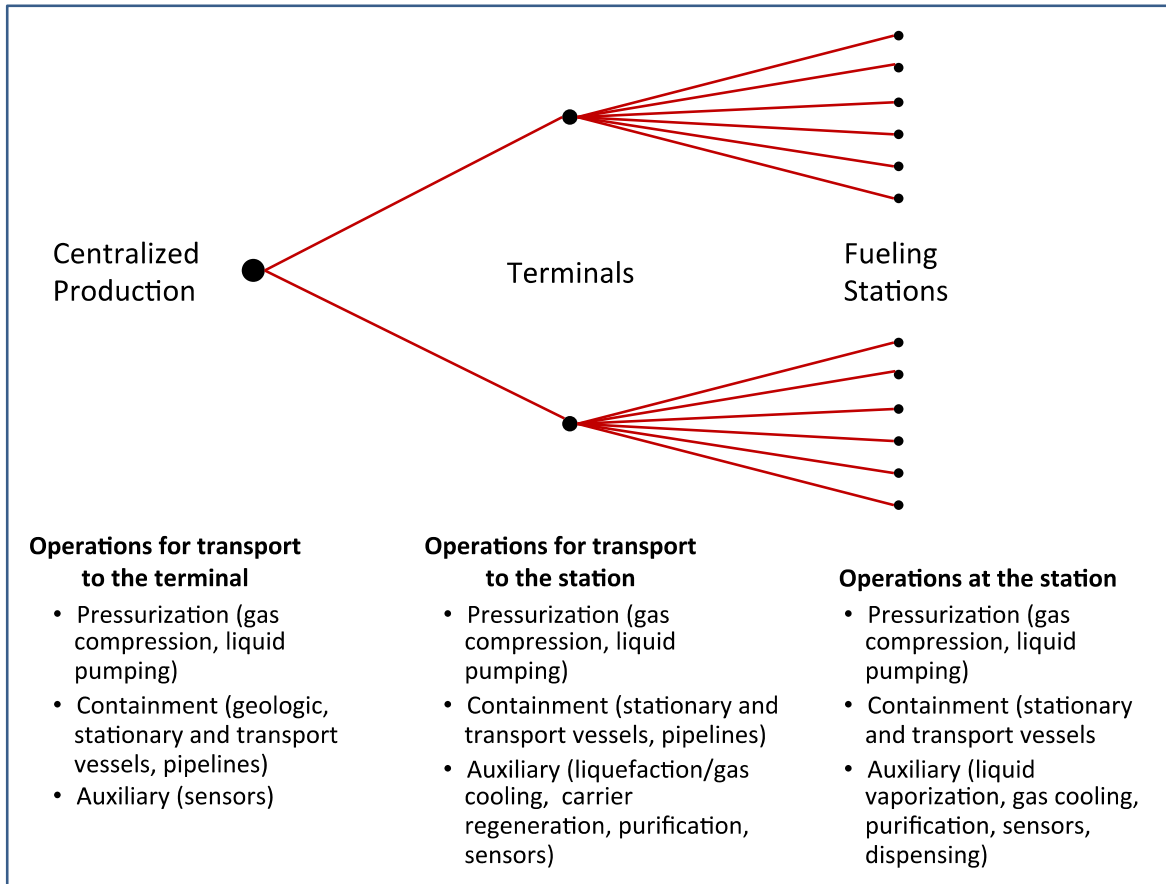 Centralized
Production
Terminals
Fueling
Stations
Operations for transport
to the terminal
• Pressurization (gas
compression, liquid
pumping)
• Containment (geologic,
stationary and transport
vessels, pipelines)
• Auxiliary (sensors)
Operations for transport
to the station
• Pressurization (gas
compression, liquid
pumping)
• Containment (stationary and
transport vessels, pipelines)
• Auxiliary (liquefaction/gas
cooling, carrier
regeneration, purification,
sensors)
Operations at the station
• Pressurization (gas
compression, liquid
pumping)
• Containment (stationary
and transport vessels
• Auxiliary (liquid
vaporization, gas cooling,
purification, sensors,
dispensing)